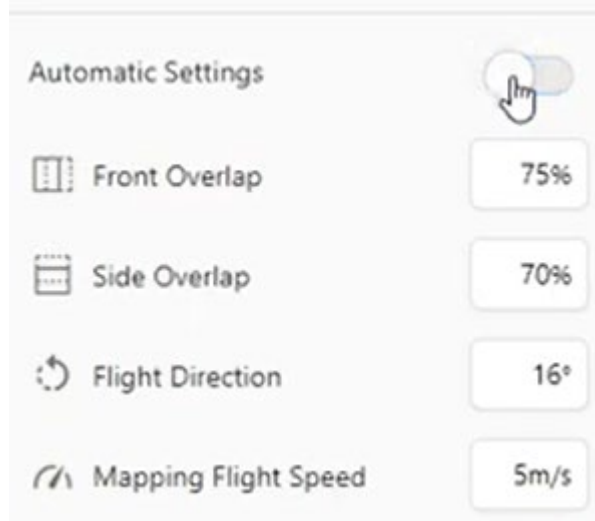 Automatic Settings
Front Overlap 75%
Side Overlap 70%
Flight Direction 16°
Mapping Flight Speed 5m/s